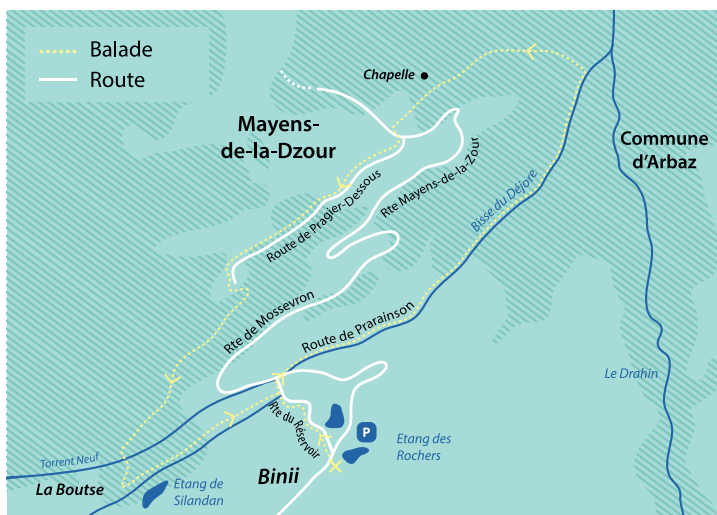 Balade
Route
Chapelle
Mayens-
de-la-Dzour
Commune
d'Arbaz
Rte Mayens-de-la-Zour
Route de Pragier-Dessous
Bisse du Déjore
Rte de Mossevron
Route de Prarainson
Le Drahin
Rte du Réservoir
P
Etang des
Rochers
Torrent Neuf
La Boutse
Etang de
Silandan
Binii